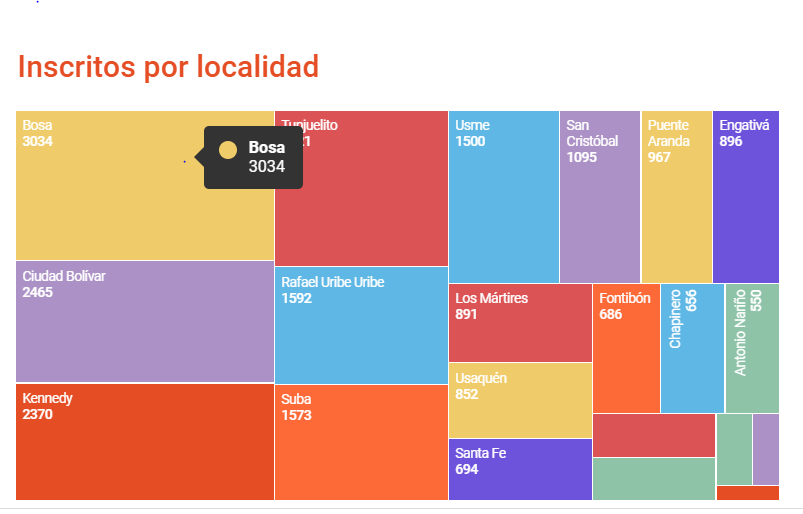 Inscritos por localidad
Bosa
3034
Bosa
3034
Tunjuelito
Usme
1500
San
Cristóbal
1095
Puente
Aranda
967
Engativá
896
Ciudad Bolívar
2465
Rafael Uribe Uribe
1592
Los Mártires
891
Fontibón
686
Chapinero
656
Antonio Nariño
550
Usaquén
852
Kennedy
2370
Suba
1573
Santa Fe
694